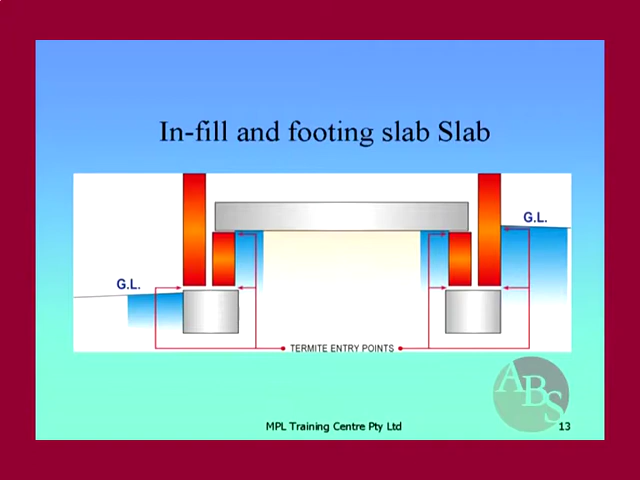 In-fill and footing slab Slab
G.L.
G.L.
TERMITE ENTRY POINTS
ABS
MPL Training Centre Pty Ltd
13